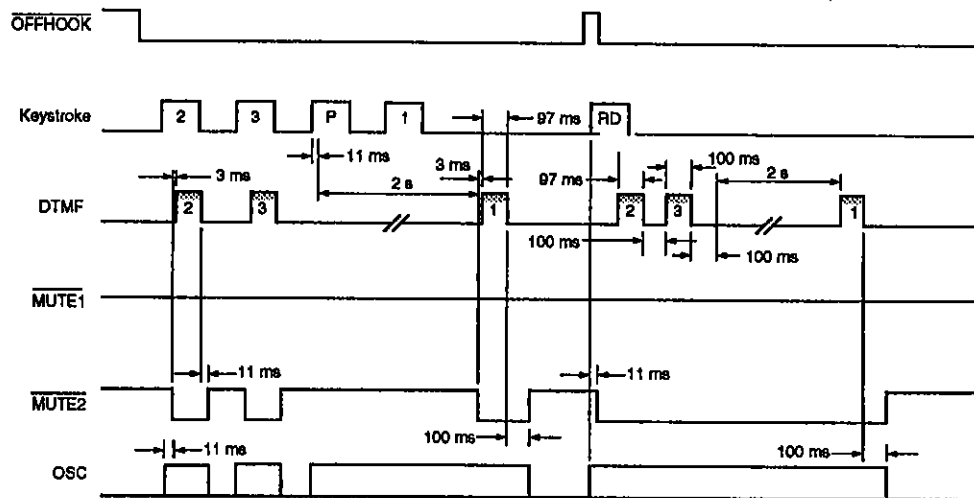 OFFHOOK
Keystroke 2 3 P 1 97 ms RD
11 ms 100 ms
3 ms 3 ms 97 ms
2 s 2 s
DTMF 2 3 1 2 3 1
100 ms
100 ms
MUTE1
11 ms 11 ms
MUTE2
100 ms 100 ms
11 ms
OSC